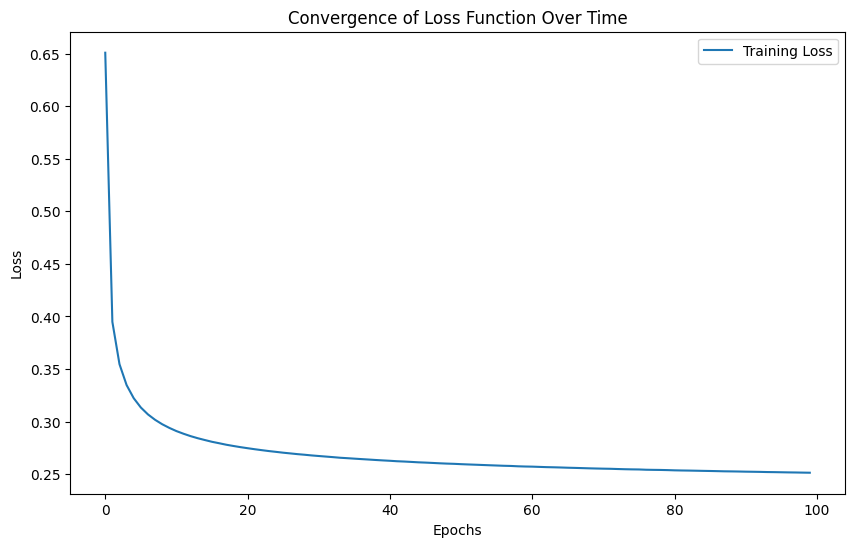 Convergence of Loss Function Over Time
Training Loss
0.65
0.60
0.55
0.50
0.45
0.40
0.35
0.30
0.25
Loss
0 20 40 60 80 100
Epochs